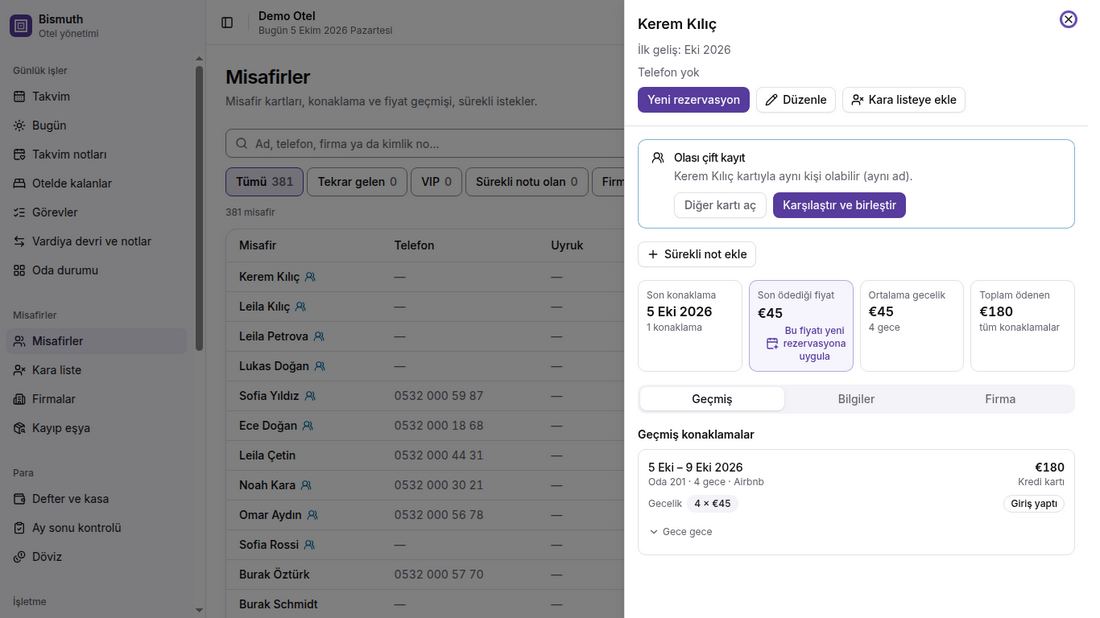 Bismuth
Otel yönetimi
Günlük işler
Takvim
Bugün
Takvim notları
Otelde kalanlar
Görevler
Vardiya devri ve notlar
Oda durumu
Misafirler
Misafirler
Kara liste
Firmalar
Kayıp eşya
Para
Defter ve kasa
Ay sonu kontrolü
Döviz
İşletme
Demo Otel
Bugün 5 Ekim 2026 Pazartesi
Misafirler
Misafir kartları, konaklama ve fiyat geçmişi, sürekli istekler.
Ad, telefon, firma ya da kimlik no...
Tümü 381 Tekrar gelen 0 VIP 0 Sürekli notu olan 0 Firm
381 misafir
Misafir Telefon Uyruk
Kerem Kılıç — —
Leila Kılıç — —
Leila Petrova — —
Lukas Doğan — —
Sofia Yıldız 0532 000 59 87 —
Ece Doğan 0532 000 18 68 —
Leila Çetin 0532 000 44 31 —
Noah Kara 0532 000 30 21 —
Omar Aydın 0532 000 56 78 —
Sofia Rossi — —
Burak Öztürk 0532 000 57 70 —
Burak Schmidt — —
Kerem Kılıç
İlk geliş: Eki 2026
Telefon yok
Yeni rezervasyon Düzenle Kara listeye ekle
Olası çift kayıt
Kerem Kılıç kartıyla aynı kişi olabilir (aynı ad).
Diğer kartı aç Karşılaştır ve birleştir
Sürekli not ekle
Son konaklama
5 Eki 2026
1 konaklama
Son ödediği fiyat
€45
Bu fiyatı yeni
rezervasyona
uygula
Ortalama gecelik
€45
4 gece
Toplam ödenen
€180
tüm konaklamalar
Geçmiş Bilgiler Firma
Geçmiş konaklamalar
5 Eki – 9 Eki 2026 €180
Oda 201 · 4 gece · Airbnb Kredi kartı
Gecelik 4 × €45 Giriş yaptı
Gece gece